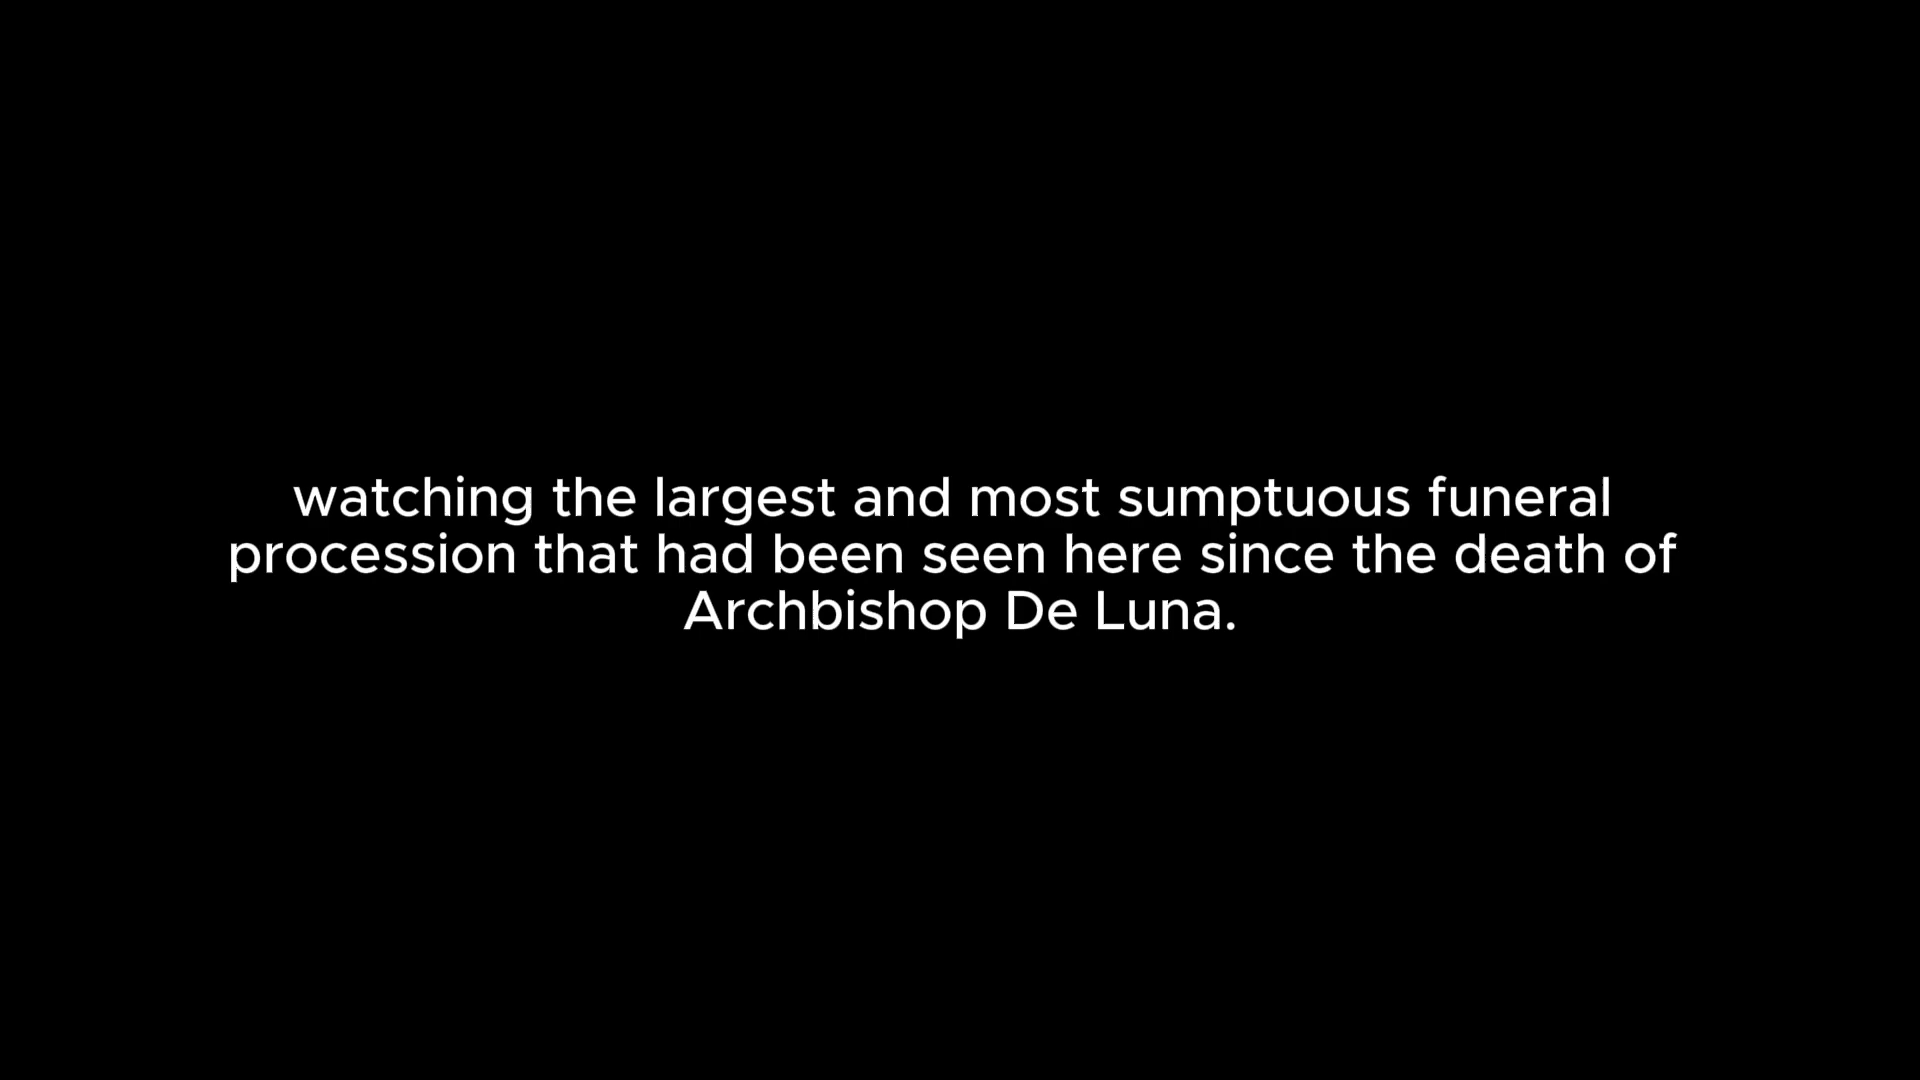 watching the largest and most sumptuous funeral
procession that had been seen here since the death of
Archbishop De Luna.